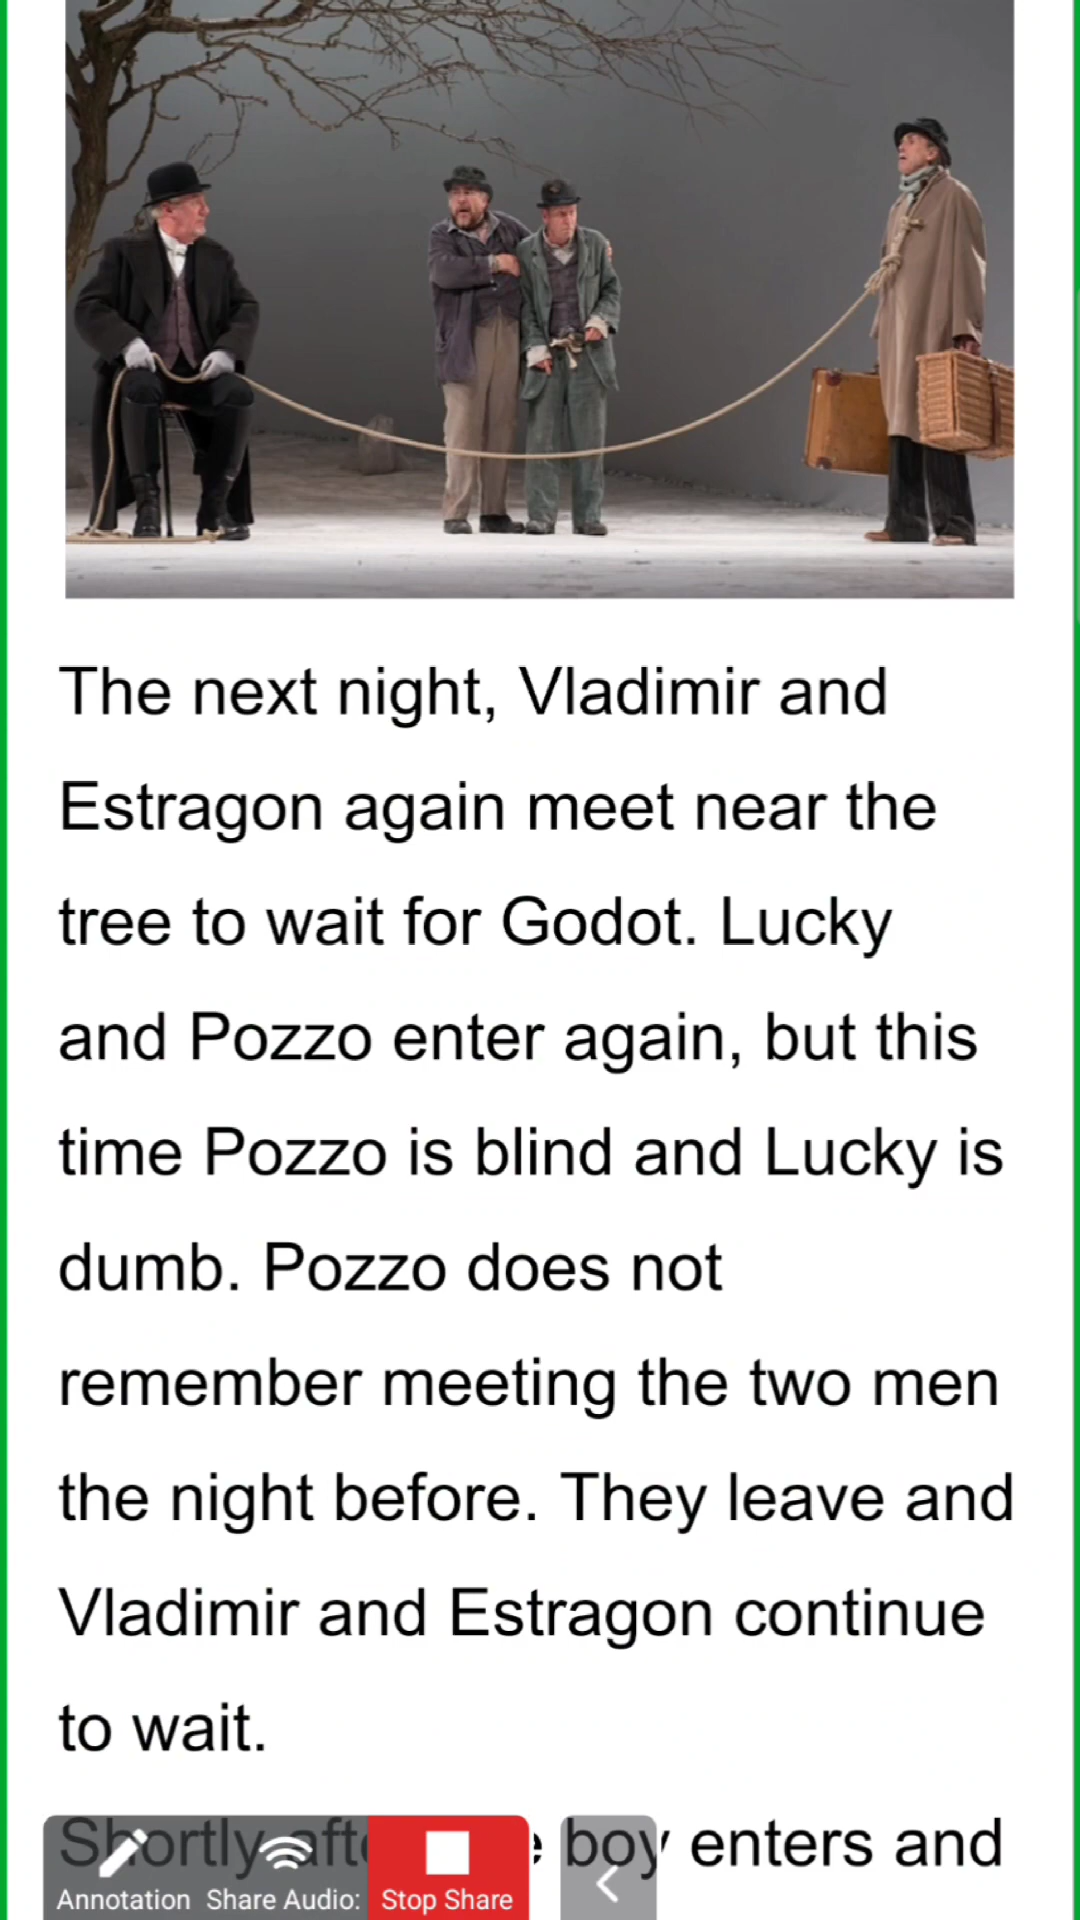 The next night, Vladimir and
Estragon again meet near the
tree to wait for Godot. Lucky
and Pozzo enter again, but this
time Pozzo is blind and Lucky is
dumb. Pozzo does not
remember meeting the two men
the night before. They leave and
Vladimir and Estragon continue
to wait.
Shortly boy enters and
Annotation Share Audio: Stop Share